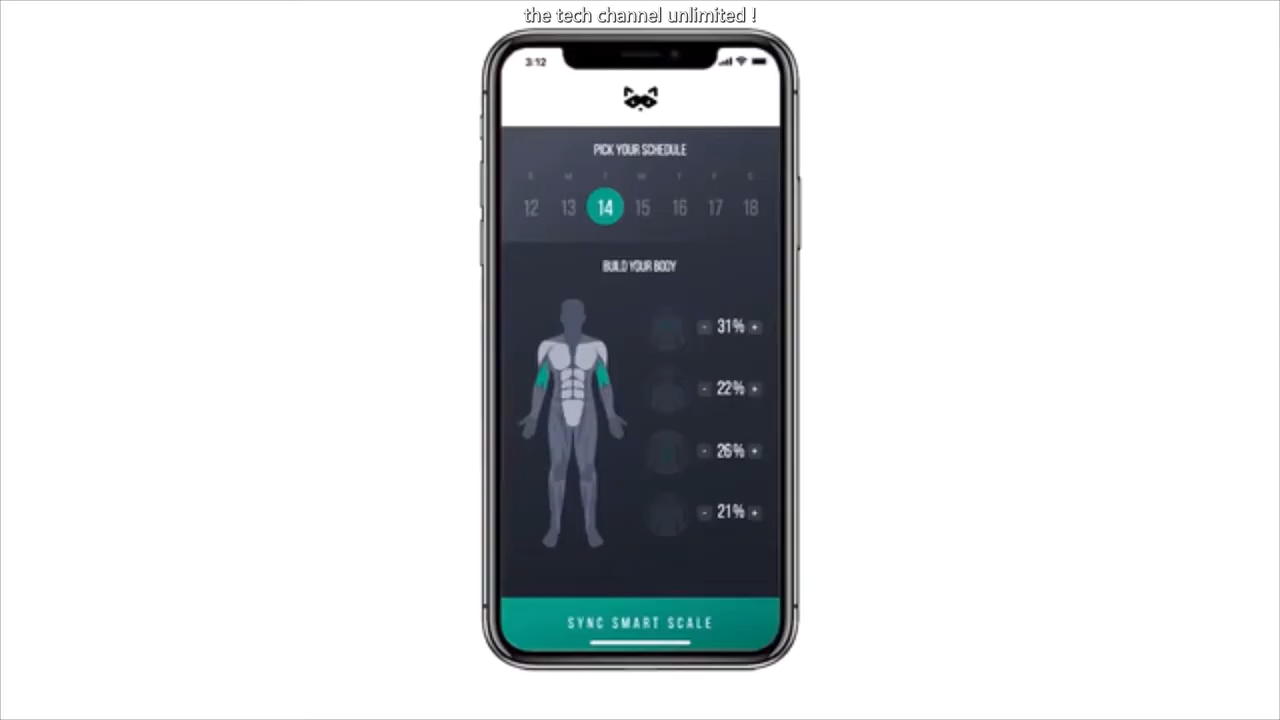 the tech channel unlimited !
3:12
PICK YOUR SCHEDULE
S M T W T F S
12 13 14 15 16 17 18
BUILD YOUR BODY
- 31% +
- 22% +
- 26% +
- 21% +
SYNC SMART SCALE